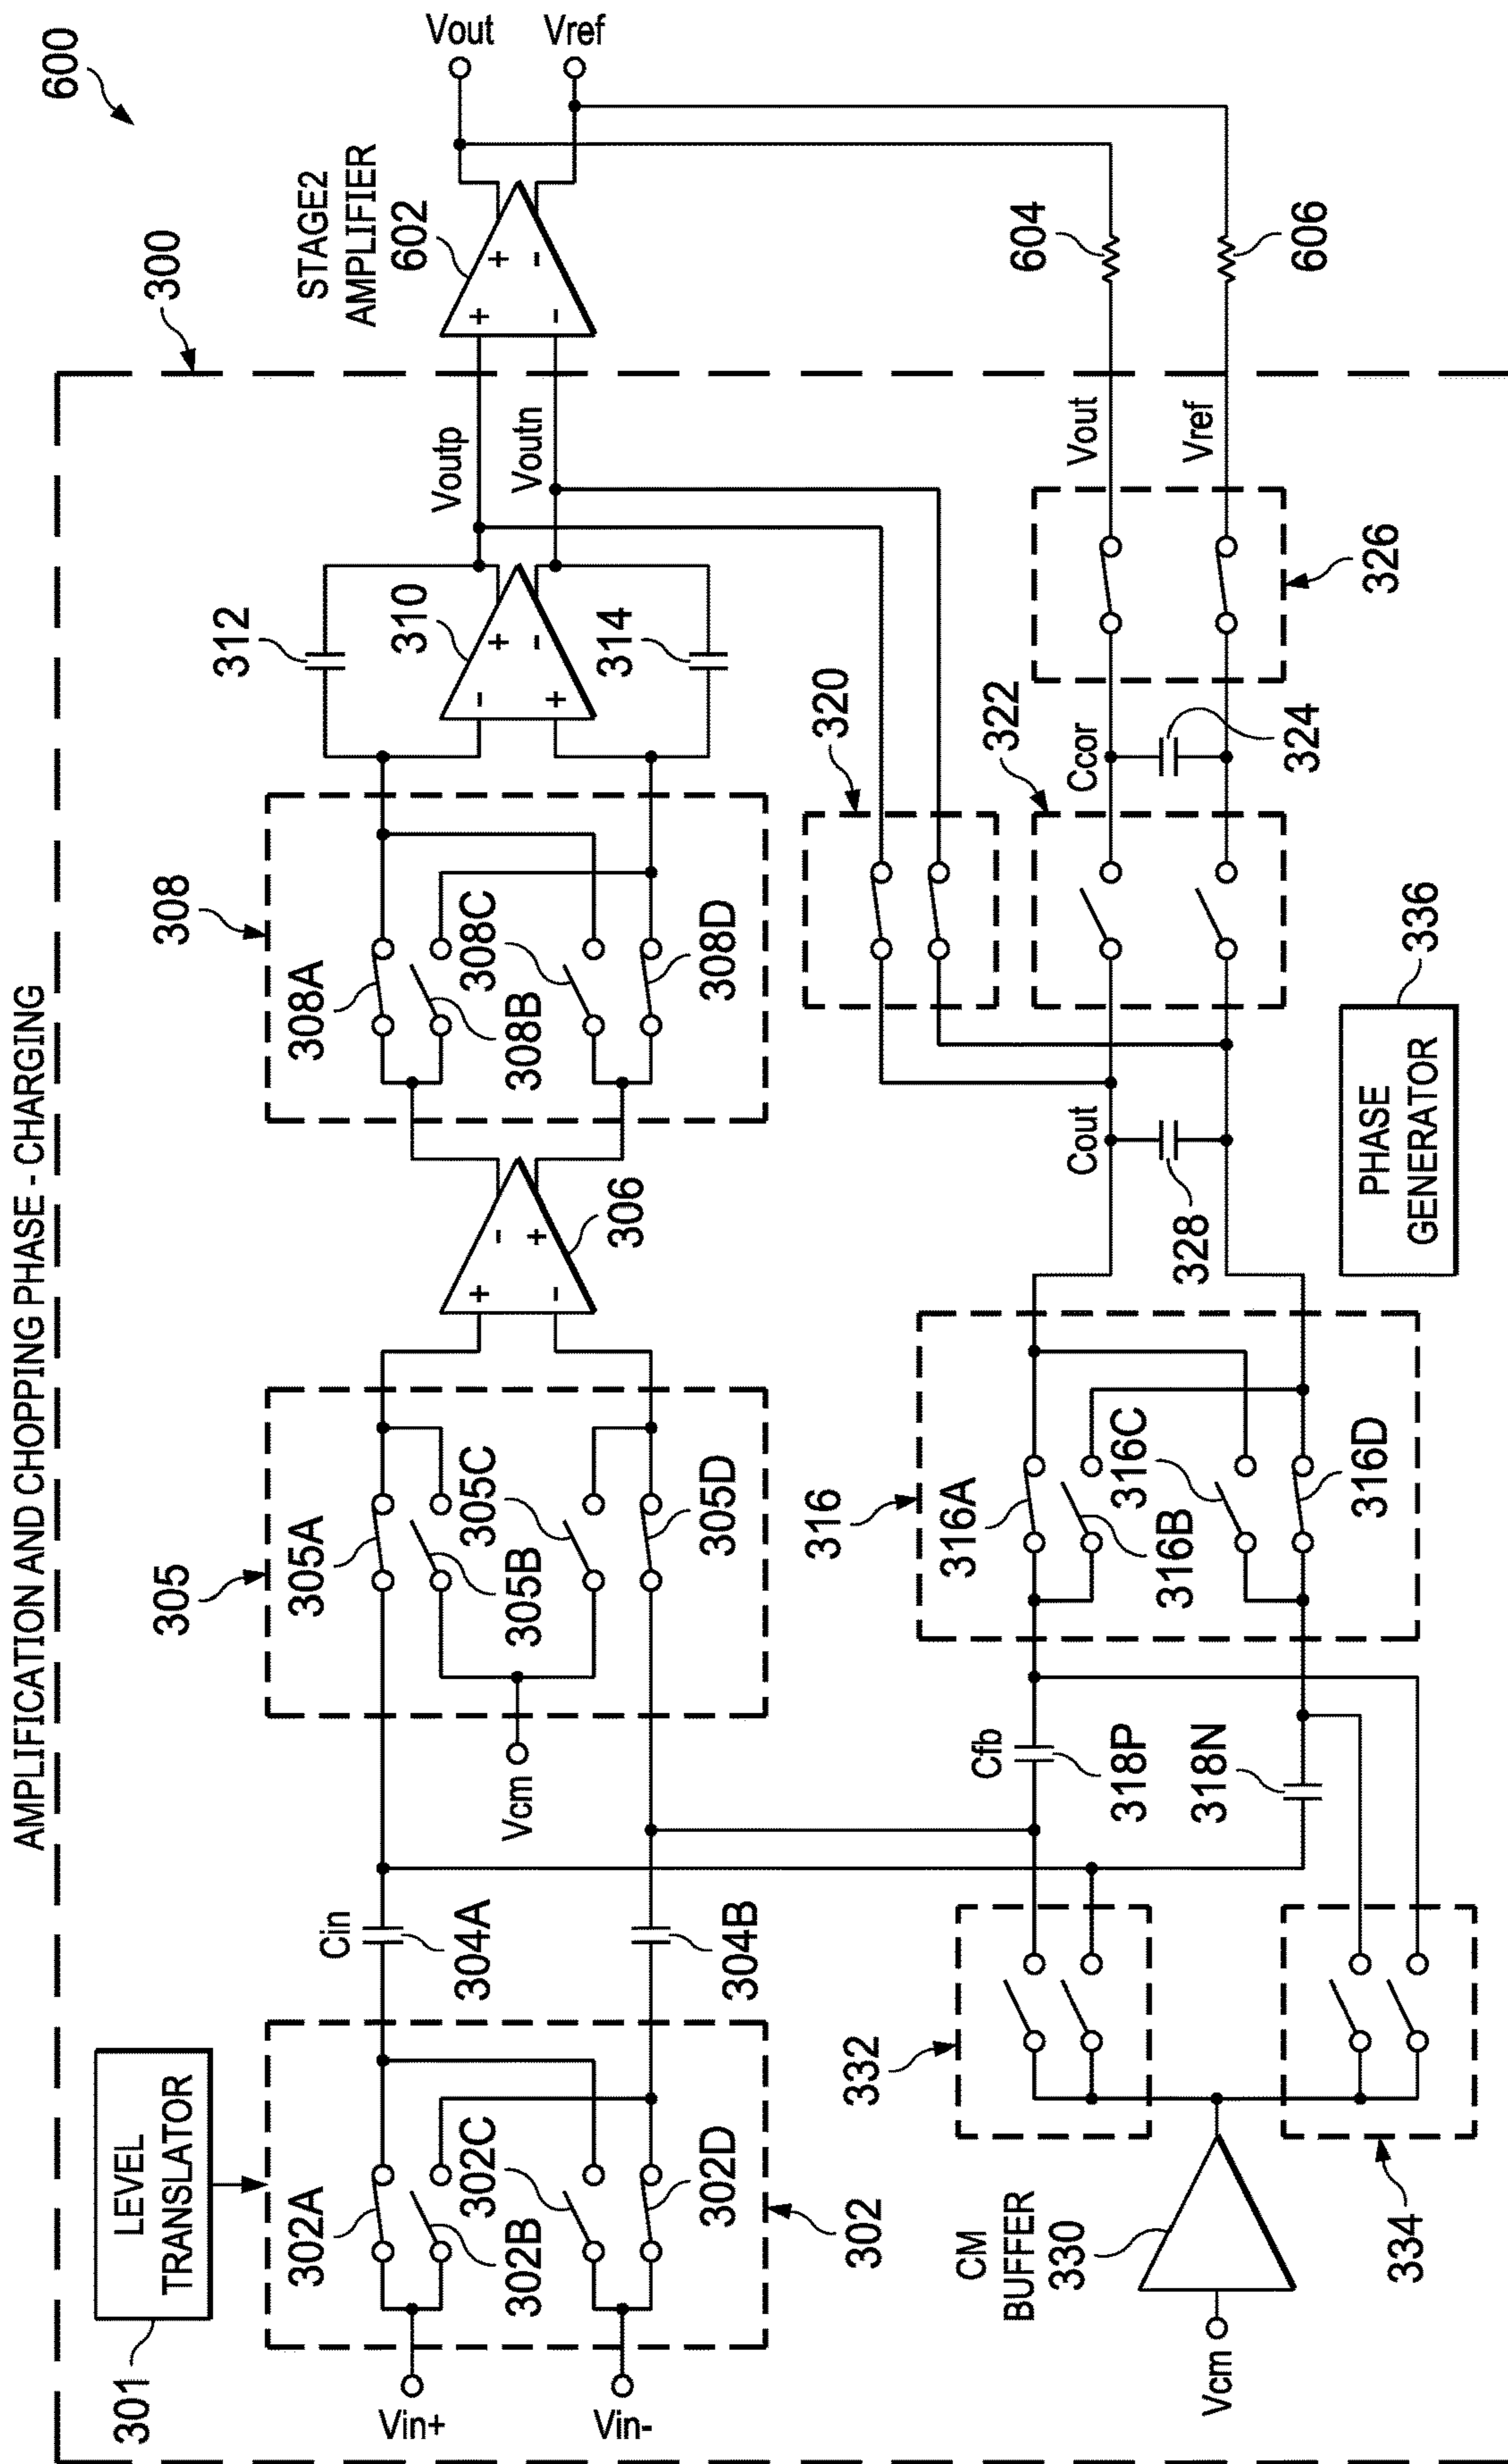 AMPLIFICATION AND CHOPPING PHASE - CHARGING
600
300
LEVEL
TRANSLATOR
301
Vin+
Vin-
302A
302B
302C
302D
302
Cin
304A
304B
305
305A
305B
305C
305D
Vcm
+
-
-
+
306
308
308A
308B
308C
308D
312
310
-
+
+
-
314
Voutp
Voutn
STAGE2
AMPLIFIER
602
+
-
+
-
Vout
Vref
Vcm
CM
BUFFER
330
332
334
Cfb
318P
318N
316
316A
316B
316C
316D
Cout
328
320
322
Ccor
324
326
Vout
Vref
604
606
PHASE
GENERATOR
336